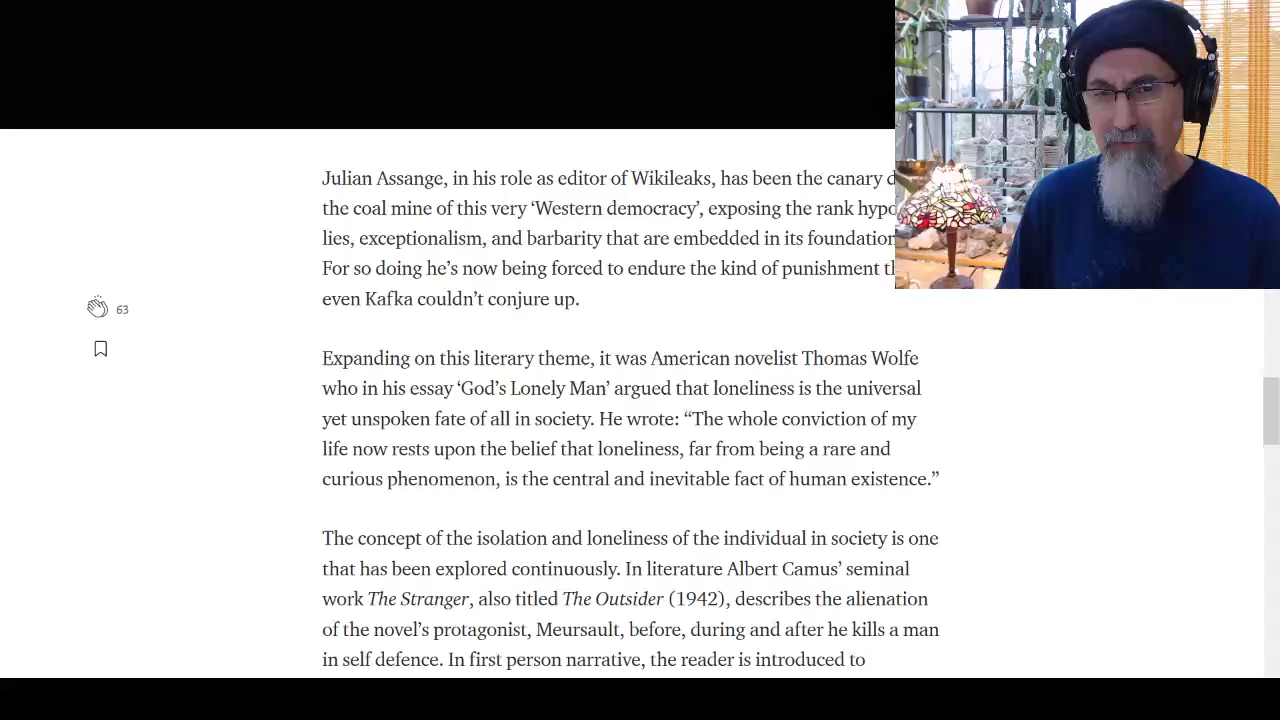 Julian Assange, in his role as editor of Wikileaks, has been the canary
the coal mine of this very ‘Western democracy’, exposing the rank
lies, exceptionalism, and barbarity that are embedded in its
For so doing he’s now being forced to endure the kind of punishment
even Kafka couldn’t conjure up.
63
Expanding on this literary theme, it was American novelist Thomas Wolfe
who in his essay ‘God’s Lonely Man’ argued that loneliness is the universal
yet unspoken fate of all in society. He wrote: “The whole conviction of my
life now rests upon the belief that loneliness, far from being a rare and
curious phenomenon, is the central and inevitable fact of human existence.”
The concept of the isolation and loneliness of the individual in society is one
that has been explored continuously. In literature Albert Camus’ seminal
work The Stranger, also titled The Outsider (1942), describes the alienation
of the novel’s protagonist, Meursault, before, during and after he kills a man
in self defence. In first person narrative, the reader is introduced to